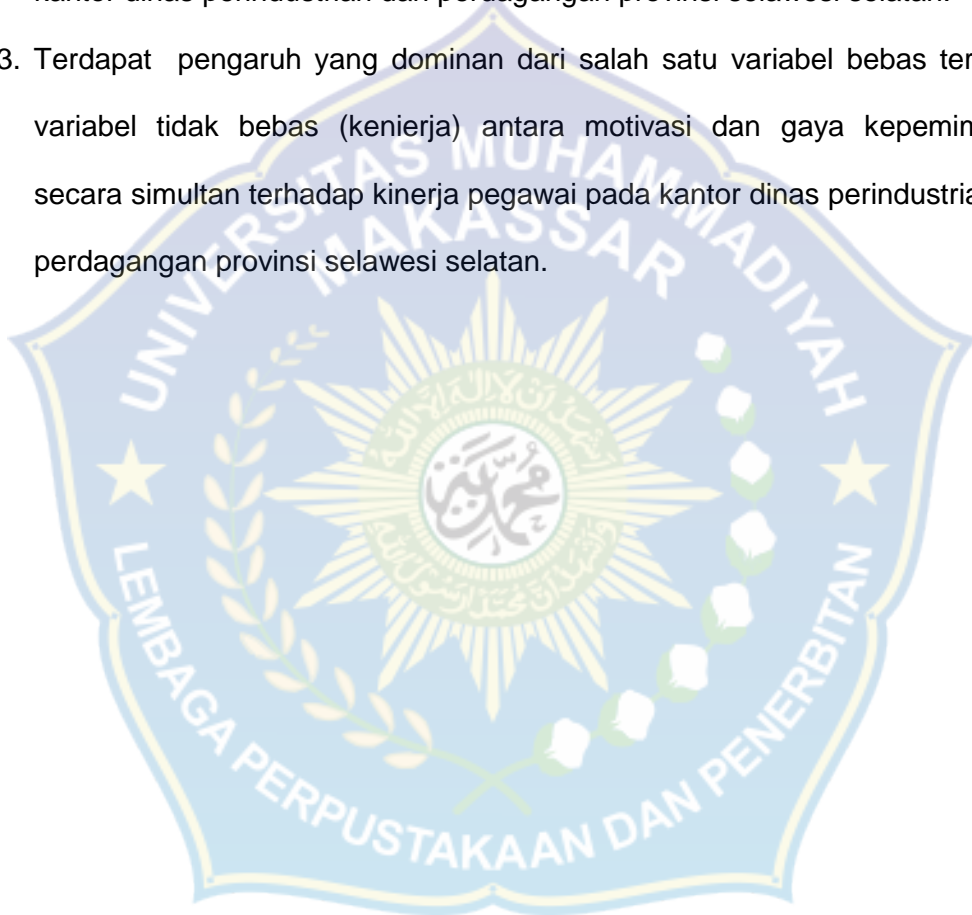 kantor dinas perindustrian dan perdagangan provinsi selawesi selatan.
3. Terdapat pengaruh yang dominan dari salah satu variabel bebas ter
variabel tidak bebas (kenierja) antara motivasi dan gaya kepemin
secara simultan terhadap kinerja pegawai pada kantor dinas perindustria
perdagangan provinsi selawesi selatan.
UNIVERSITAS MUHAMMADIYAH
MAKASSAR
LEMBAGA PERPUSTAKAAN DAN PENERBITAN